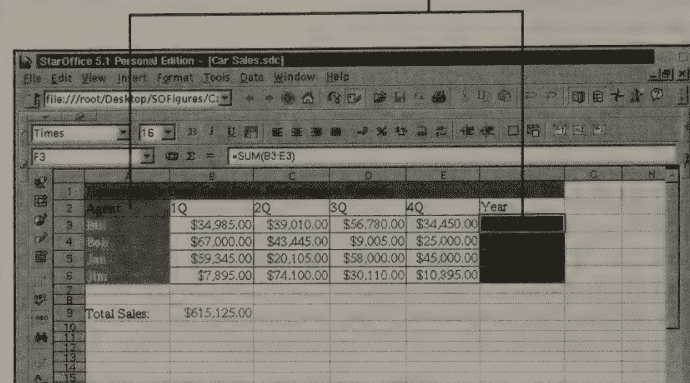 StarOffice 5.1 Personal Edition - [Car Sales.sdc]
File Edit View Insert Format Tools Data Window Help
file:///root/Desktop/SOFigures/Ca
Times 16 B i U
F3 Σ = =SUM(B3:E3)
A B C D E G H
1
2 Agent 1Q 2Q 3Q 4Q Year
3 $34,985.00 $39,010.00 $56,780.00 $34,450.00
4 Bob $67,000.00 $43,445.00 $9,005.00 $25,000.00
5 Jan $59,345.00 $20,105.00 $58,000.00 $45,000.00
6 Jim $7,895.00 $74,100.00 $30,110.00 $10,895.00
7
8
9 Total Sales: $615,125.00
10
11
12
13
14
15